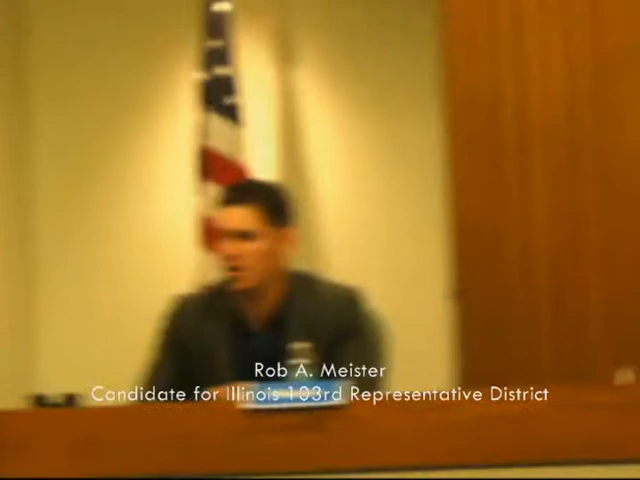 Rob A. Meister
Candidate for Illinois 103rd Representative District